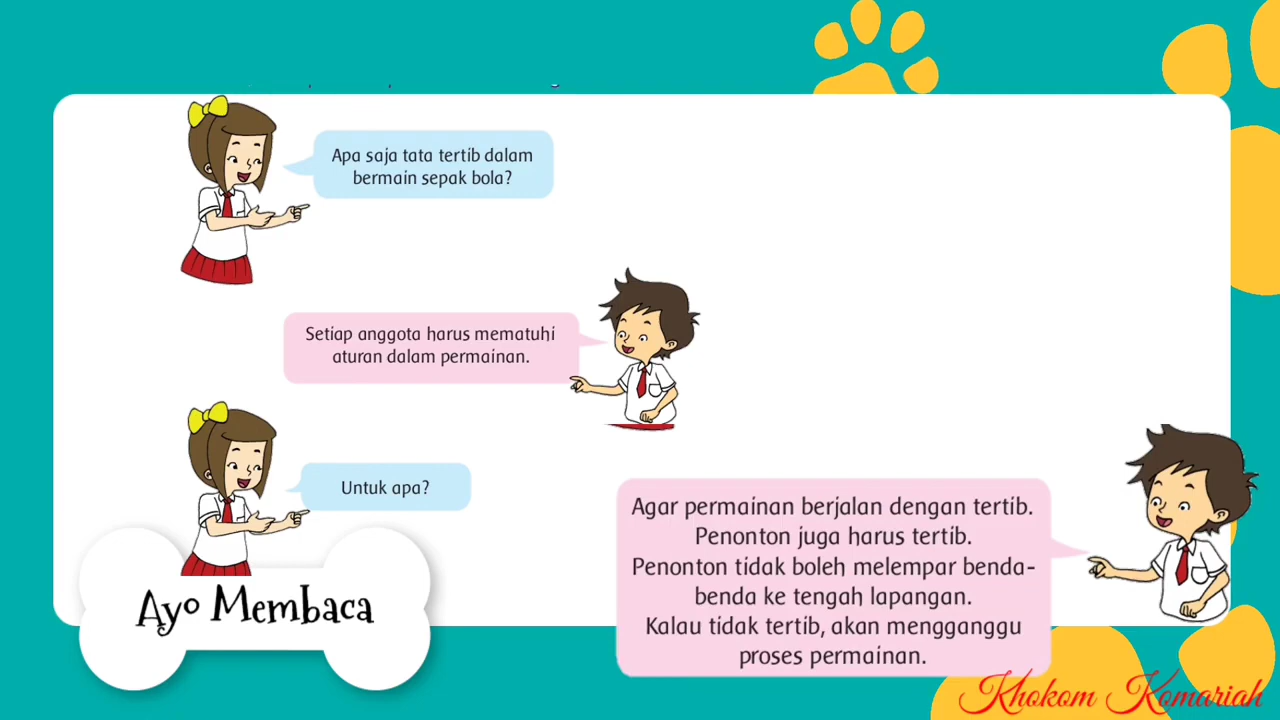 Apa saja tata tertib dalam
bermain sepak bola?
Setiap anggota harus mematuhi
aturan dalam permainan.
Untuk apa?
Agar permainan berjalan dengan tertib.
Penonton juga harus tertib.
Penonton tidak boleh melempar benda-
benda ke tengah lapangan.
Kalau tidak tertib, akan mengganggu
proses permainan.
Ayo Membaca
Khokom Komariah